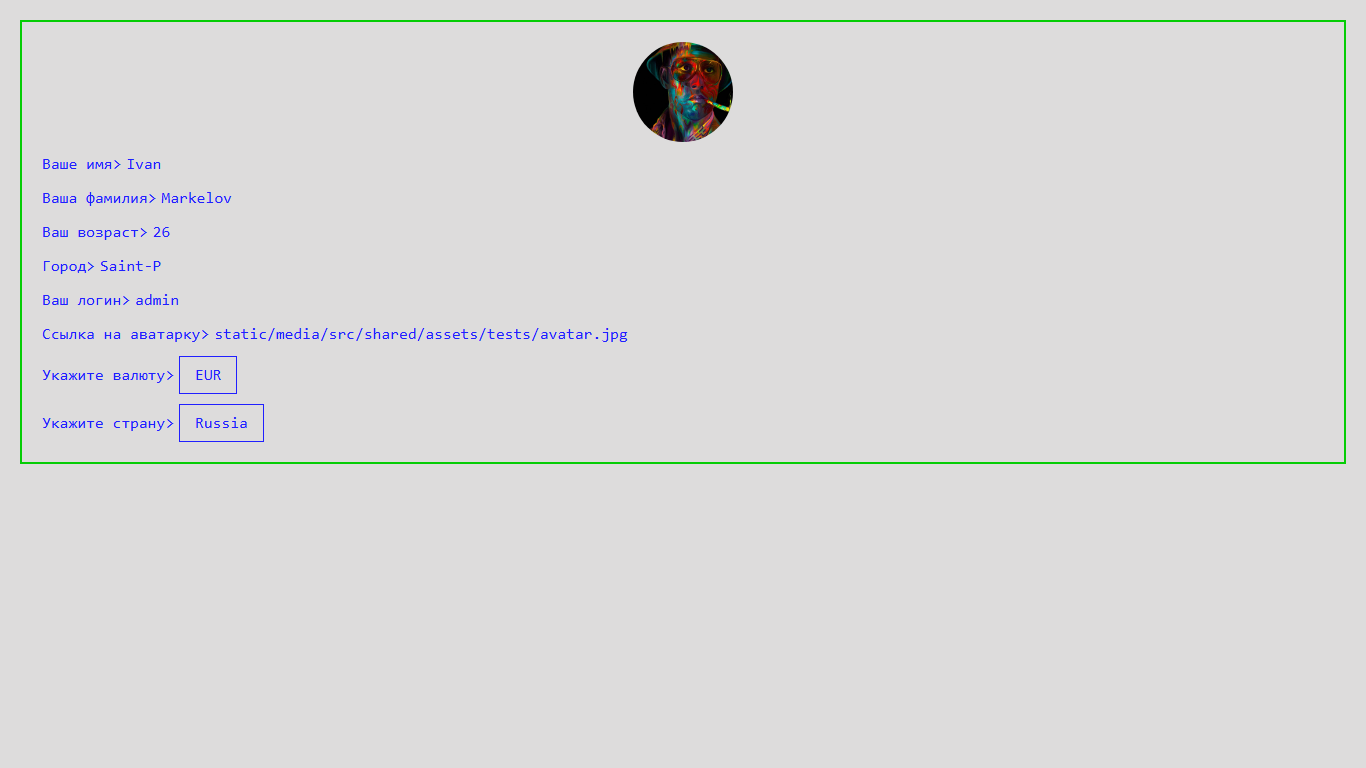 Ваше имя> Ivan
Ваша фамилия> Markelov
Ваш возраст> 26
Город> Saint-P
Ваш логин> admin
Ссылка на аватарку> static/media/src/shared/assets/tests/avatar.jpg
Укажите валюту> EUR
Укажите страну> Russia